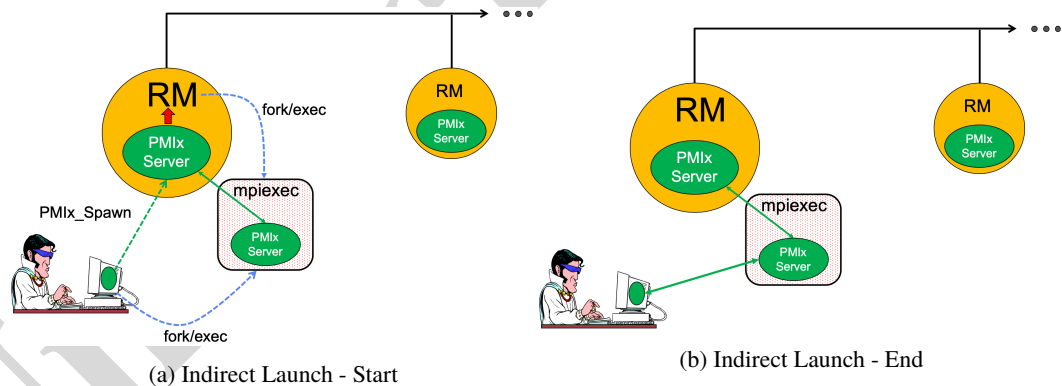 RM
fork/exec
PMIx
Server
mpiexec
PMIx
Server
PMIx_Spawn
fork/exec
RM
PMIx
Server
(a) Indirect Launch - Start
RM
PMIx
Server
mpiexec
PMIx
Server
RM
PMIx
Server
(b) Indirect Launch - End